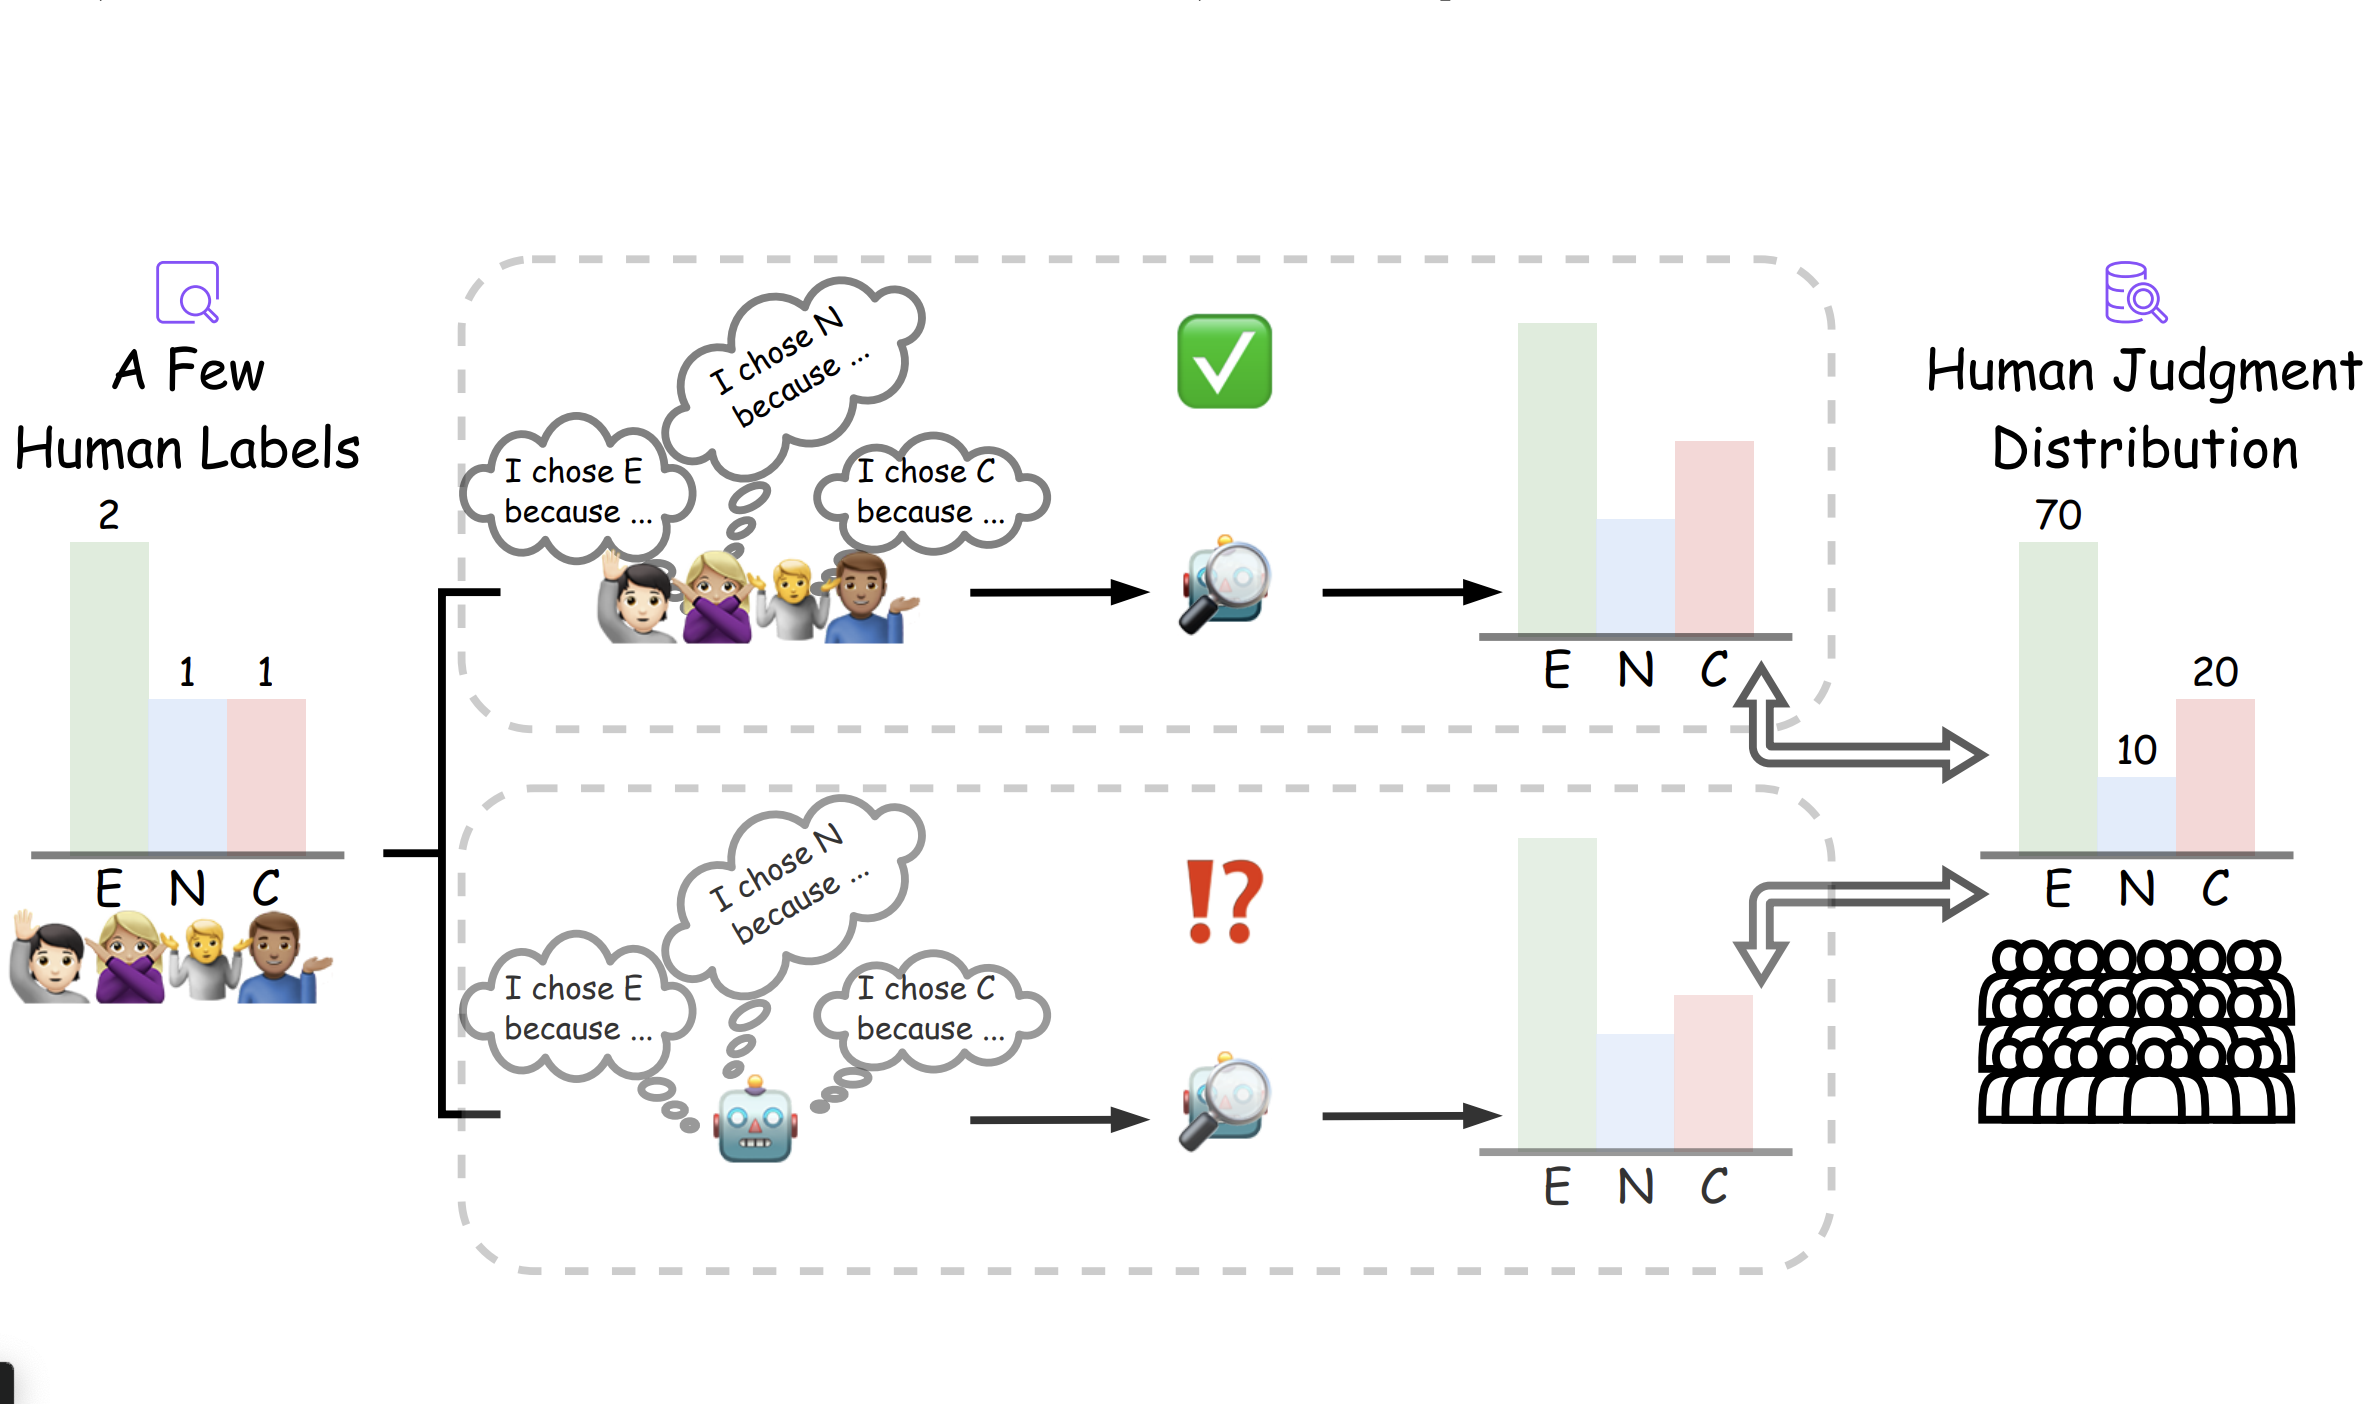 A Few
Human Labels
2
1
1
E N C
I chose N
because ...
I chose E
because ...
I chose C
because ...
E N C
I chose N
because ...
I chose E
because ...
I chose C
because ...
E N C
Human Judgment
Distribution
70
10
20
E N C